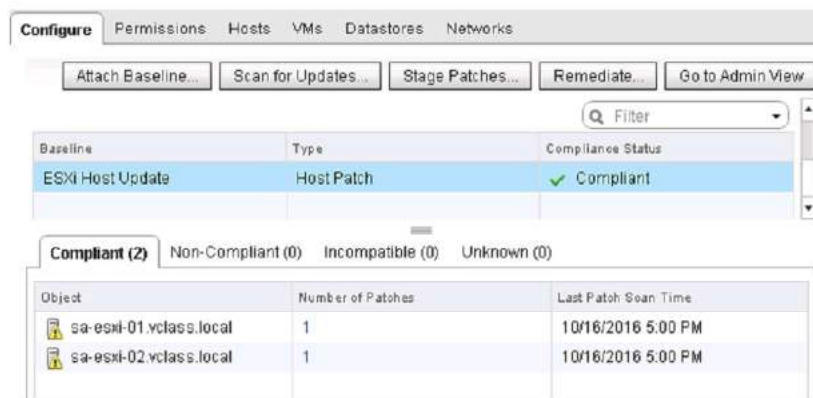 Configure Permissions Hosts VMs Datastores Networks
Attach Baseline... Scan for Updates... Stage Patches... Remediate... Go to Admin View
Filter
Baseline Type Compliance Status
ESXi Host Update Host Patch Compliant
Compliant (2) Non-Compliant (0) Incompatible (0) Unknown (0)
Object Number of Patches Last Patch Scan Time
sa-esxi-01.vclass.local 1 10/16/2016 5:00 PM
sa-esxi-02.vclass.local 1 10/16/2016 5:00 PM